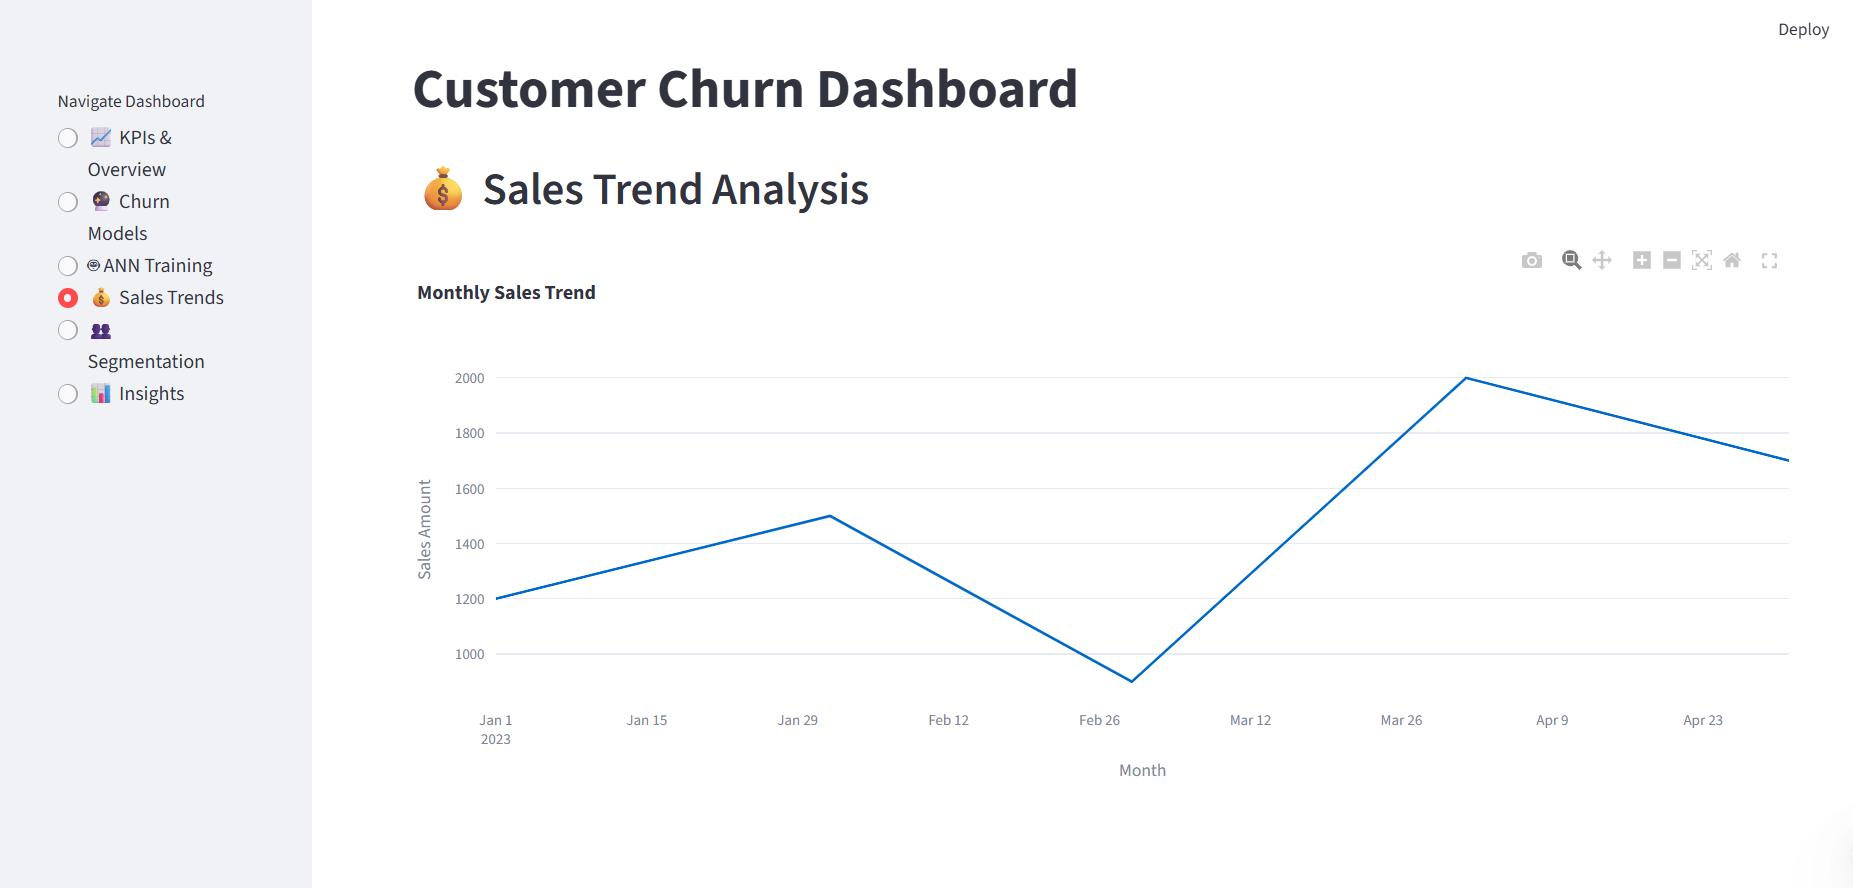 Deploy
Navigate Dashboard
KPIs &
Overview
Churn
Models
ANN Training
Sales Trends
Segmentation
Insights
Customer Churn Dashboard
Sales Trend Analysis
Monthly Sales Trend
2000
1800
1600
1400
1200
1000
Sales Amount
Jan 1 Jan 15 Jan 29 Feb 12 Feb 26 Mar 12 Mar 26 Apr 9 Apr 23
2023
Month